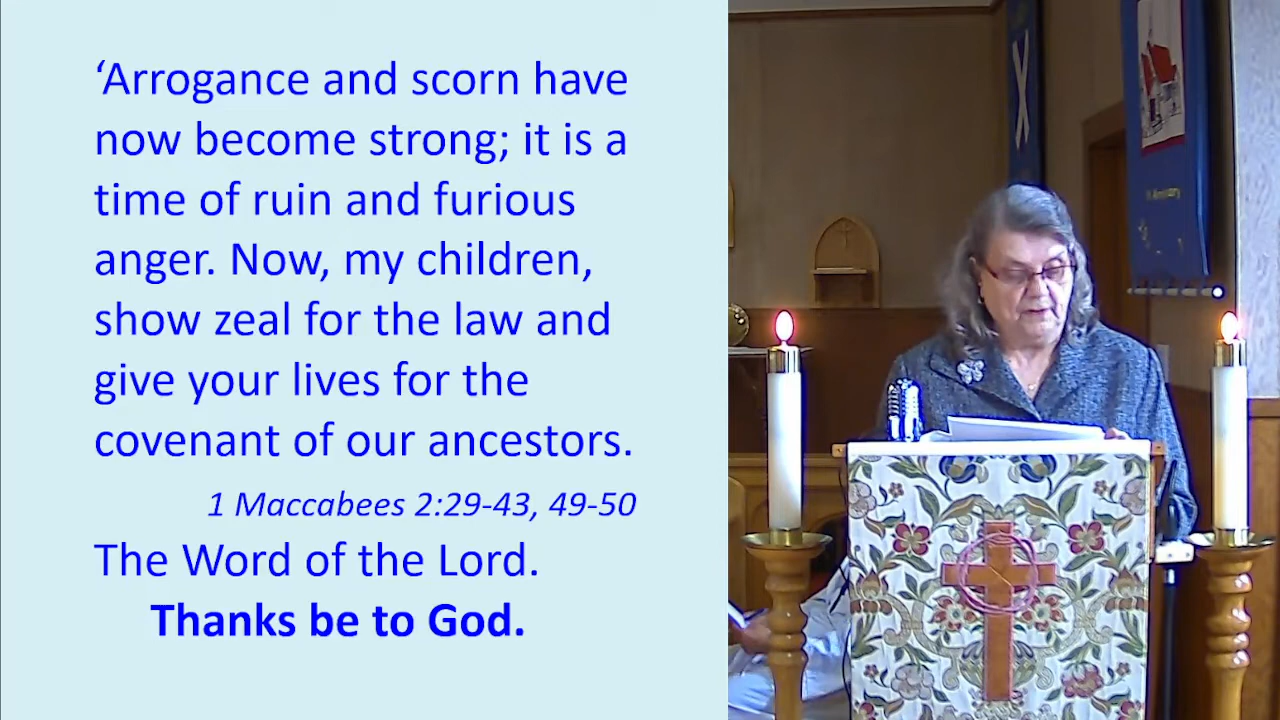 ‘Arrogance and scorn have
now become strong; it is a
time of ruin and furious
anger. Now, my children,
show zeal for the law and
give your lives for the
covenant of our ancestors.
1 Maccabees 2:29-43, 49-50
The Word of the Lord.
Thanks be to God.